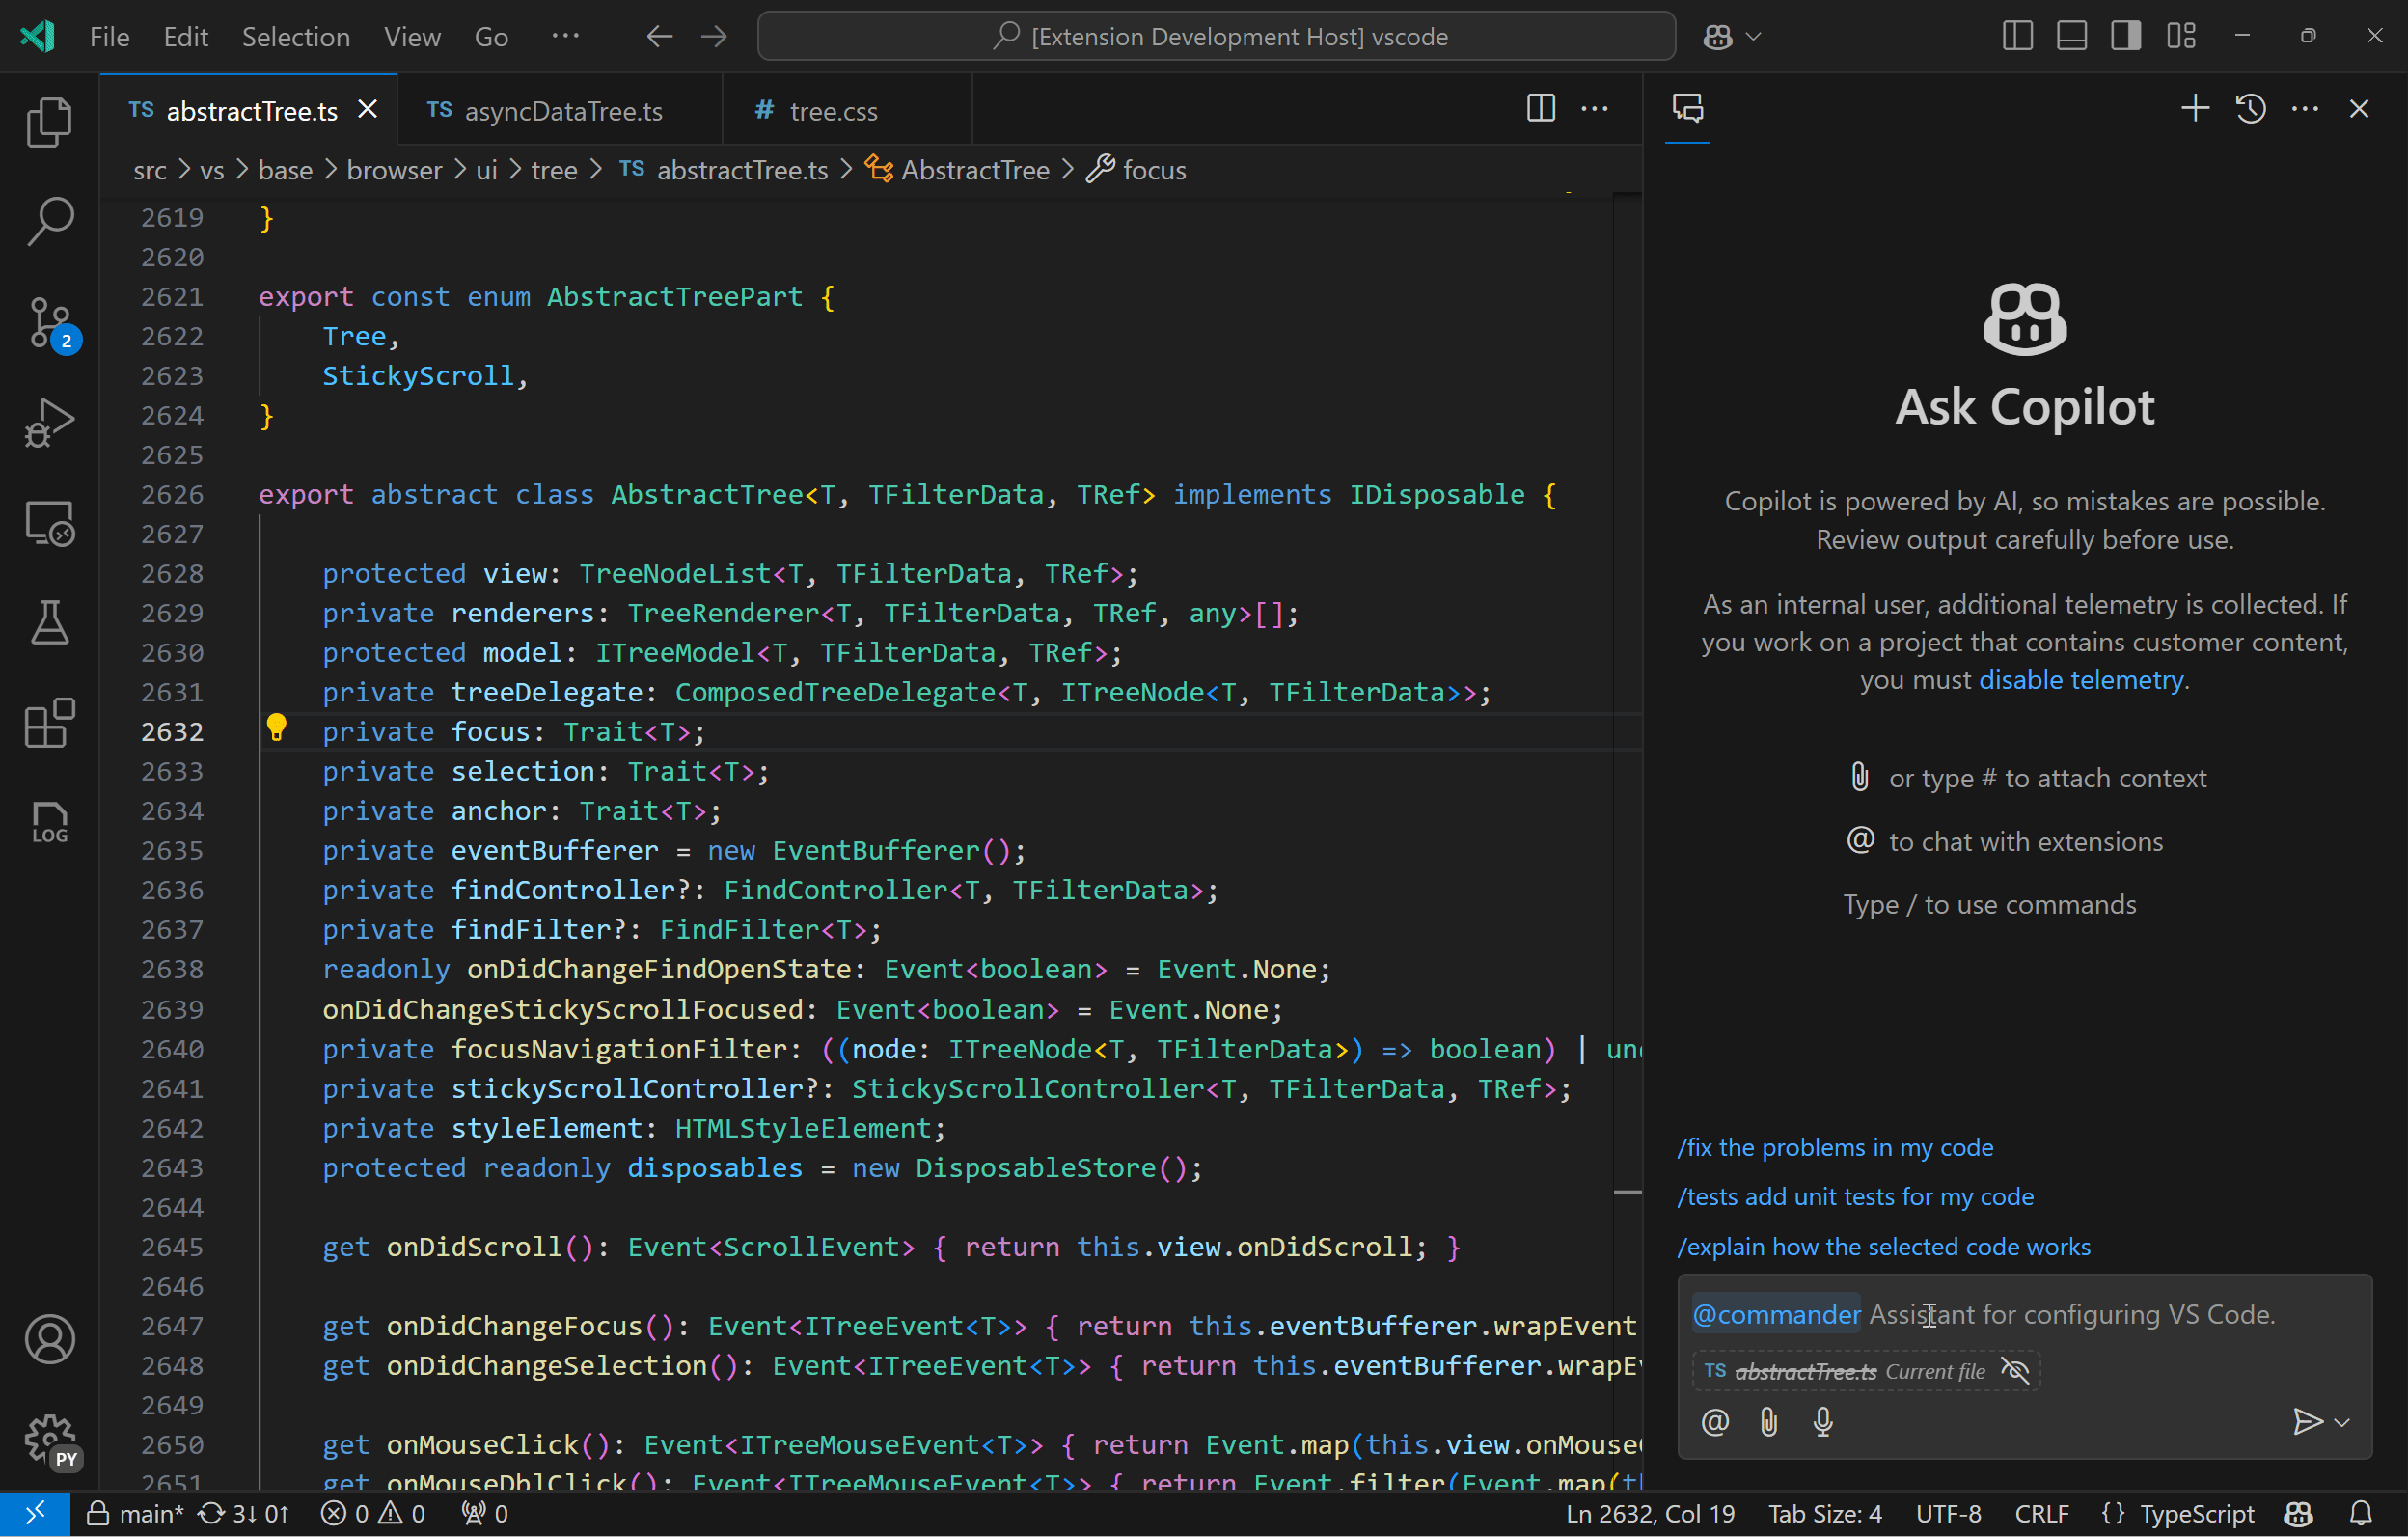 File Edit Selection View Go ··· [Extension Development Host] vscode
TS abstractTree.ts TS asyncDataTree.ts # tree.css
src > vs > base > browser > ui > tree > TS abstractTree.ts > AbstractTree > focus
2619 }
2620
2621 export const enum AbstractTreePart {
2622 Tree,
2623 StickyScroll,
2624 }
2625
2626 export abstract class AbstractTree<T, TFilterData, TRef> implements IDisposable {
2627
2628 protected view: TreeNodeList<T, TFilterData, TRef>;
2629 private renderers: TreeRenderer<T, TFilterData, TRef, any>[];
2630 protected model: ITreeModel<T, TFilterData, TRef>;
2631 private treeDelegate: ComposedTreeDelegate<T, ITreeNode<T, TFilterData>>;
2632 private focus: Trait<T>;
2633 private selection: Trait<T>;
2634 private anchor: Trait<T>;
2635 private eventBufferer = new EventBufferer();
2636 private findController?: FindController<T, TFilterData>;
2637 private findFilter?: FindFilter<T>;
2638 readonly onDidChangeFindOpenState: Event<boolean> = Event.None;
2639 onDidChangeStickyScrollFocused: Event<boolean> = Event.None;
2640 private focusNavigationFilter: ((node: ITreeNode<T, TFilterData>) => boolean) | un
2641 private stickyScrollController?: StickyScrollController<T, TFilterData, TRef>;
2642 private styleElement: HTMLStyleElement;
2643 protected readonly disposables = new DisposableStore();
2644
2645 get onDidScroll(): Event<ScrollEvent> { return this.view.onDidScroll; }
2646
2647 get onDidChangeFocus(): Event<ITreeEvent<T>> { return this.eventBufferer.wrapEvent
2648 get onDidChangeSelection(): Event<ITreeEvent<T>> { return this.eventBufferer.wrapE
2649
2650 get onMouseClick(): Event<ITreeMouseEvent<T>> { return Event.map(this.view.onMouse
2651 get onMouseDblClick(): Event<ITreeMouseEvent<T>> { return Event.filter(Event.map(t
2
LOG
PY
Ask Copilot
Copilot is powered by AI, so mistakes are possible.
Review output carefully before use.
As an internal user, additional telemetry is collected. If
you work on a project that contains customer content,
you must disable telemetry.
or type # to attach context
@ to chat with extensions
Type / to use commands
/fix the problems in my code
/tests add unit tests for my code
/explain how the selected code works
@commander Assistant for configuring VS Code.
TS abstractTree.ts Current file
@
main* 3↓ 0↑ 0 0 0 Ln 2632, Col 19 Tab Size: 4 UTF-8 CRLF {} TypeScript